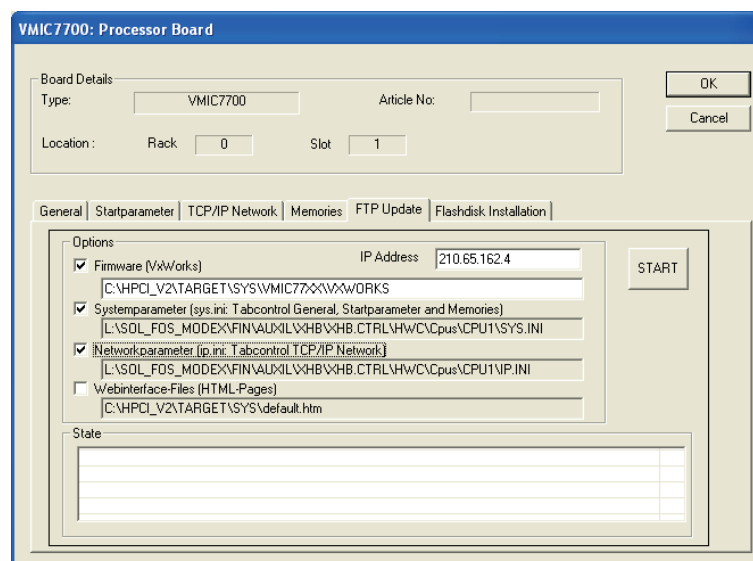 VMIC7700: Processor Board
Board Details
Type: VMIC7700 Article No:
OK
Cancel
Location : Rack 0 Slot 1
General Startparameter TCP/IP Network Memories FTP Update Flashdisk Installation
Options
Firmware (VxWorks) IP Address 210.65.162.4
START
C:\HPCI_V2\TARGET\SYS\VMIC77XX\VXWORKS
Systemparameter (sys.ini: Tabcontrol General, Startparameter and Memories)
L:\SOL_FOS_MODEX\FIN\AUXIL\XHB\XHB.CTRL\HWC\Cpus\CPU1\SYS.INI
Networkparameter (ip.ini: Tabcontrol TCP/IP Network)
L:\SOL_FOS_MODEX\FIN\AUXIL\XHB\XHB.CTRL\HWC\Cpus\CPU1\IP.INI
Webinterface-Files (HTML-Pages)
C:\HPCI_V2\TARGET\SYS\default.htm
State